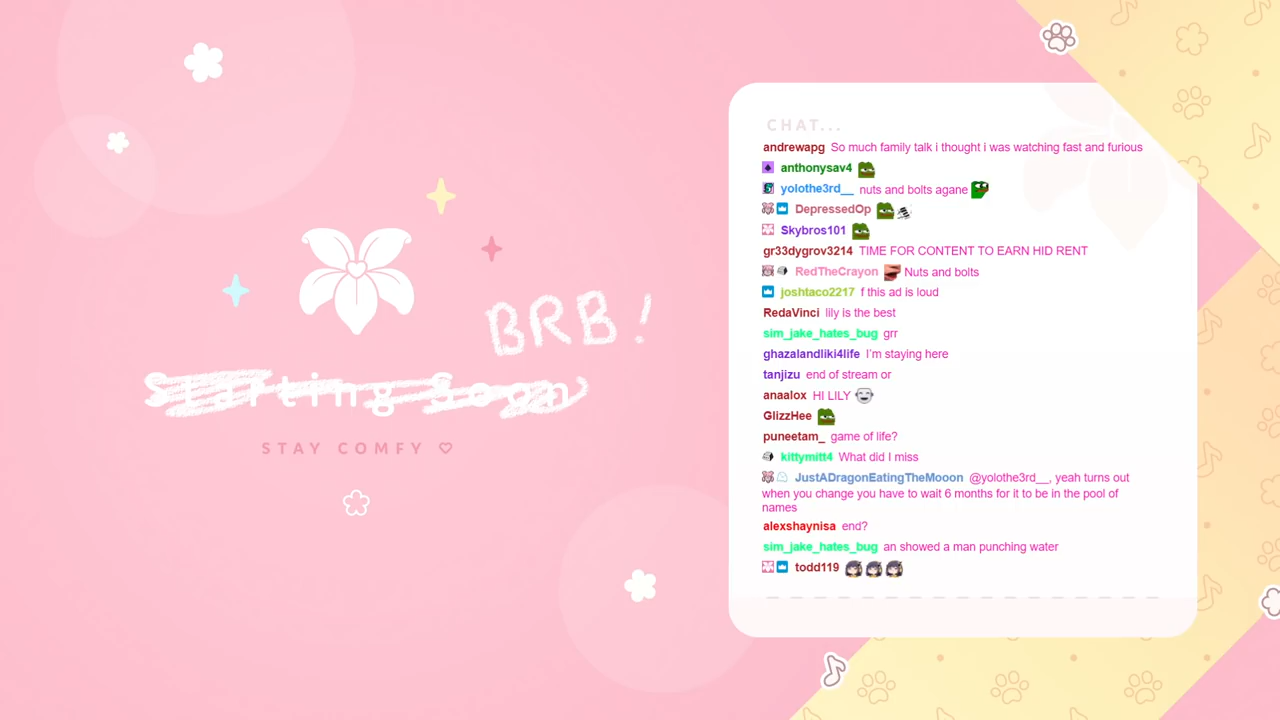 BRB!
Starting Soon
STAY COMFY
CHAT...
andrewapg So much family talk i thought i was watching fast and furious
anthonysav4
yolothe3rd__ nuts and bolts agane
DepressedOp
Skybros101
gr33dygrov3214 TIME FOR CONTENT TO EARN HID RENT
RedTheCrayon Nuts and bolts
joshtaco2217 f this ad is loud
RedaVinci lily is the best
sim_jake_hates_bug grr
ghazalandliki4life I'm staying here
tanjizu end of stream or
anaalox HI LILY
GlizzHee
puneetam_ game of life?
kittymitt4 What did I miss
JustADragonEatingTheMooon @yolothe3rd__, yeah turns out
when you change you have to wait 6 months for it to be in the pool of
names
alexshaynisa end?
sim_jake_hates_bug an showed a man punching water
todd119